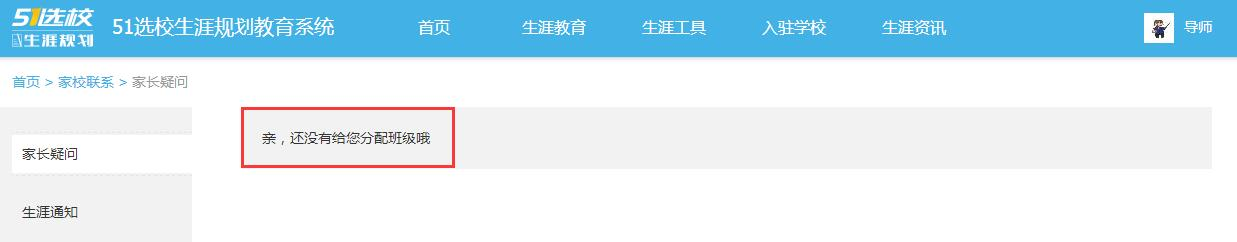 51选校
生涯规划
51选校生涯规划教育系统
首页
生涯教育
生涯工具
入驻学校
生涯资讯
导师
首页 > 家校联系 > 家长疑问
亲，还没有给您分配班级哦
家长疑问
生涯通知